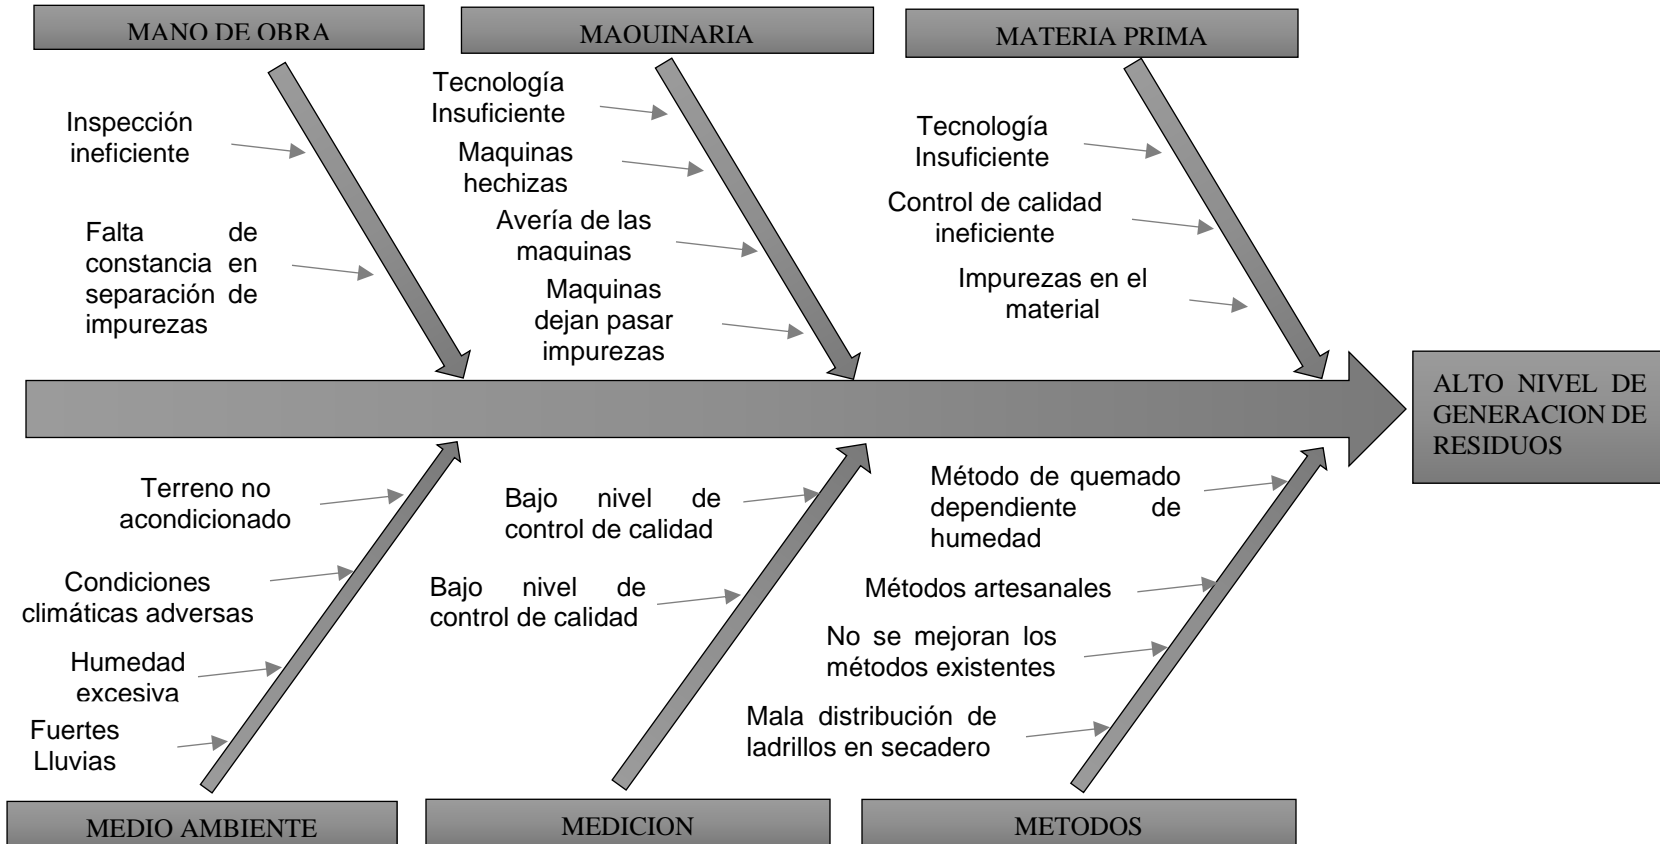 MANO DE OBRA
MAQUINARIA
MATERIA PRIMA
Inspección
ineficiente
Falta de
constancia en
separación de
impurezas
Tecnología
Insuficiente
Maquinas
hechizas
Avería de las
maquinas
Maquinas
dejan pasar
impurezas
Tecnología
Insuficiente
Control de calidad
ineficiente
Impurezas en el
material
ALTO NIVEL DE
GENERACION DE
RESIDUOS
Terreno no
acondicionado
Condiciones
climáticas adversas
Humedad
excesiva
Fuertes
Lluvias
Bajo nivel de
control de calidad
Bajo nivel de
control de calidad
Método de quemado
dependiente de
humedad
Métodos artesanales
No se mejoran los
métodos existentes
Mala distribución de
ladrillos en secadero
MEDIO AMBIENTE
MEDICION
METODOS